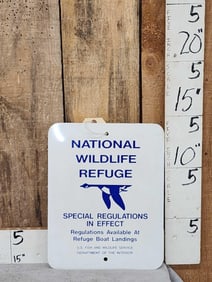 NATIONAL
WILDLIFE
REFUGE
SPECIAL REGULATIONS
IN EFFECT
Regulations Available At
Refuge Boat Landings
U.S. FISH AND WILDLIFE SERVICE
DEPARTMENT OF THE INTERIOR
5
20"
5
15"
5
10"
5
5
15"